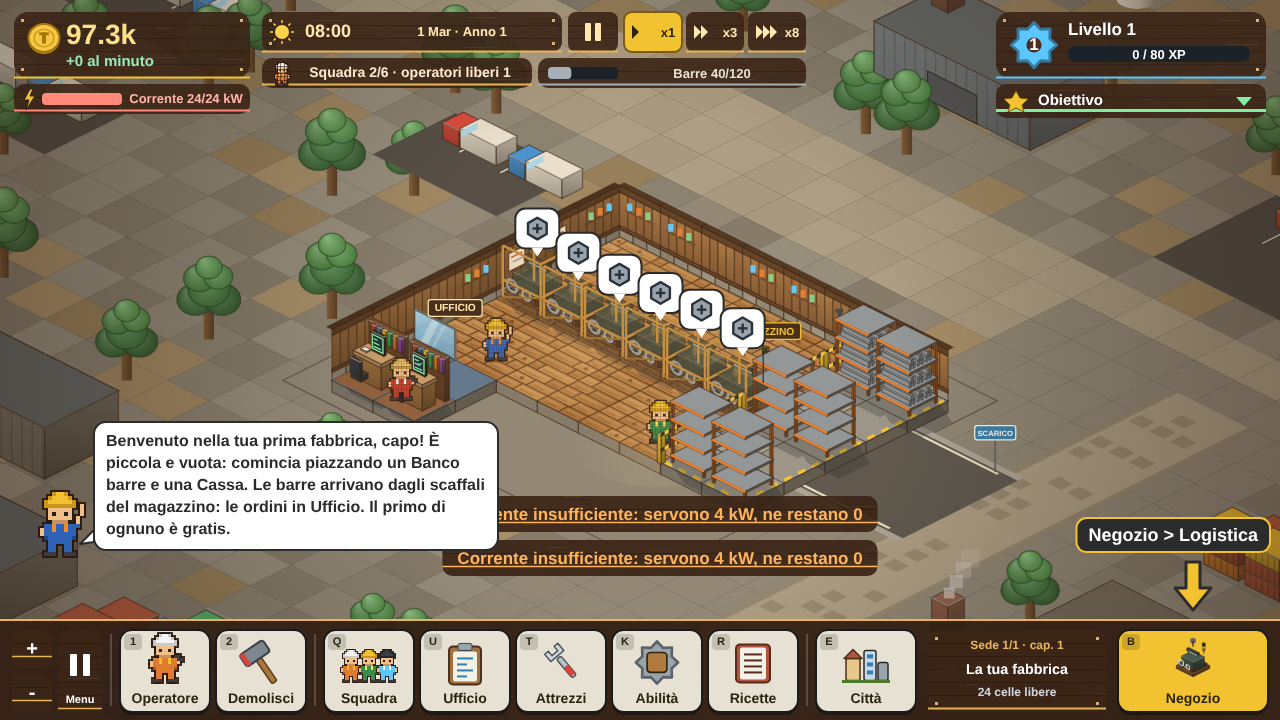 97.3k
+0 al minuto
Corrente 24/24 kW
08:00
1 Mar · Anno 1
x1
x3
x8
Squadra 2/6 · operatori liberi 1
Barre 40/120
1
Livello 1
0 / 80 XP
Obiettivo
UFFICIO
ZZINO
SCARICO
Benvenuto nella tua prima fabbrica, capo! È
piccola e vuota: comincia piazzando un Banco
barre e una Cassa. Le barre arrivano dagli scaffali
del magazzino: le ordini in Ufficio. Il primo di
ognuno è gratis.
ente insufficiente: servono 4 kW, ne restano 0
Corrente insufficiente: servono 4 kW, ne restano 0
Negozio > Logistica
+
-
Menu
1
Operatore
2
Demolisci
Q
Squadra
U
Ufficio
T
Attrezzi
K
Abilità
R
Ricette
E
Città
Sede 1/1 · cap. 1
La tua fabbrica
24 celle libere
B
Negozio